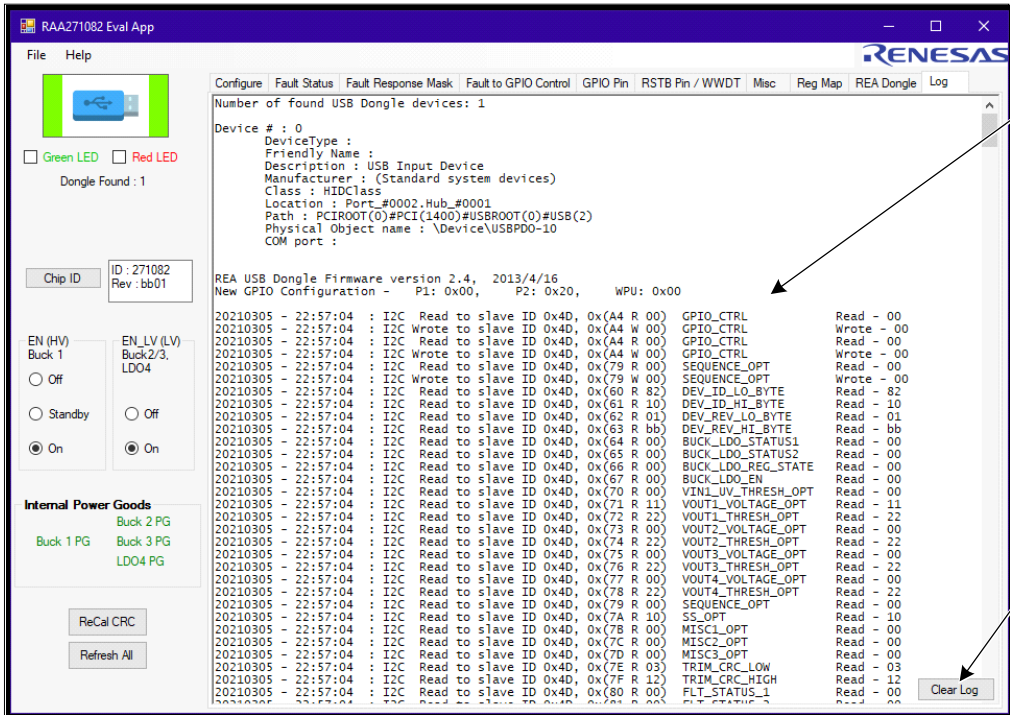 RAA271082 Eval App
File Help
RENESAS
Configure Fault Status Fault Response Mask Fault to GPIO Control GPIO Pin RSTB Pin / WWDT Misc Reg Map REA Dongle Log
Green LED Red LED
Dongle Found : 1
Chip ID
ID : 271082
Rev : bb01
EN (HV)
Buck 1
Off
Standby
On
EN_LV (LV)
Buck2/3,
LDO4
Off
On
Internal Power Goods
Buck 1 PG
Buck 2 PG
Buck 3 PG
LDO4 PG
ReCal CRC
Refresh All
Number of found USB Dongle devices: 1
Device # : 0
DeviceType :
Friendly Name :
Description : USB Input Device
Manufacturer : (Standard system devices)
Class : HIDClass
Location : Port_#0002.Hub_#0001
Path : PCIROOT(0)#PCI(1400)#USBROOT(0)#USB(2)
Physical Object name : \Device\USBPDO-10
COM port :
REA USB Dongle Firmware version 2.4, 2013/4/16
New GPIO Configuration - P1: 0x00, P2: 0x20, WPU: 0x00
20210305 - 22:57:04 : I2C Read to slave ID 0x4D, 0x(A4 R 00) GPIO_CTRL Read - 00
20210305 - 22:57:04 : I2C Wrote to slave ID 0x4D, 0x(A4 W 00) GPIO_CTRL Wrote - 00
20210305 - 22:57:04 : I2C Read to slave ID 0x4D, 0x(A4 R 00) GPIO_CTRL Read - 00
20210305 - 22:57:04 : I2C Wrote to slave ID 0x4D, 0x(A4 W 00) GPIO_CTRL Wrote - 00
20210305 - 22:57:04 : I2C Read to slave ID 0x4D, 0x(79 R 00) SEQUENCE_OPT Read - 00
20210305 - 22:57:04 : I2C Wrote to slave ID 0x4D, 0x(79 W 00) SEQUENCE_OPT Wrote - 00
20210305 - 22:57:04 : I2C Read to slave ID 0x4D, 0x(60 R 82) DEV_ID_LO_BYTE Read - 82
20210305 - 22:57:04 : I2C Read to slave ID 0x4D, 0x(61 R 10) DEV_ID_HI_BYTE Read - 10
20210305 - 22:57:04 : I2C Read to slave ID 0x4D, 0x(62 R 01) DEV_REV_LO_BYTE Read - 01
20210305 - 22:57:04 : I2C Read to slave ID 0x4D, 0x(63 R bb) DEV_REV_HI_BYTE Read - bb
20210305 - 22:57:04 : I2C Read to slave ID 0x4D, 0x(64 R 00) BUCK_LDO_STATUS1 Read - 00
20210305 - 22:57:04 : I2C Read to slave ID 0x4D, 0x(65 R 00) BUCK_LDO_STATUS2 Read - 00
20210305 - 22:57:04 : I2C Read to slave ID 0x4D, 0x(66 R 00) BUCK_LDO_REG_STATE Read - 00
20210305 - 22:57:04 : I2C Read to slave ID 0x4D, 0x(67 R 00) BUCK_LDO_EN Read - 00
20210305 - 22:57:04 : I2C Read to slave ID 0x4D, 0x(70 R 00) VIN1_UV_THRESH_OPT Read - 00
20210305 - 22:57:04 : I2C Read to slave ID 0x4D, 0x(71 R 11) VOUT1_VOLTAGE_OPT Read - 11
20210305 - 22:57:04 : I2C Read to slave ID 0x4D, 0x(72 R 22) VOUT1_THRESH_OPT Read - 22
20210305 - 22:57:04 : I2C Read to slave ID 0x4D, 0x(73 R 00) VOUT2_VOLTAGE_OPT Read - 00
20210305 - 22:57:04 : I2C Read to slave ID 0x4D, 0x(74 R 22) VOUT2_THRESH_OPT Read - 22
20210305 - 22:57:04 : I2C Read to slave ID 0x4D, 0x(75 R 00) VOUT3_VOLTAGE_OPT Read - 00
20210305 - 22:57:04 : I2C Read to slave ID 0x4D, 0x(76 R 22) VOUT3_THRESH_OPT Read - 22
20210305 - 22:57:04 : I2C Read to slave ID 0x4D, 0x(77 R 00) VOUT4_VOLTAGE_OPT Read - 00
20210305 - 22:57:04 : I2C Read to slave ID 0x4D, 0x(78 R 22) VOUT4_THRESH_OPT Read - 22
20210305 - 22:57:04 : I2C Read to slave ID 0x4D, 0x(79 R 00) SEQUENCE_OPT Read - 00
20210305 - 22:57:04 : I2C Read to slave ID 0x4D, 0x(7A R 10) SS_OPT Read - 10
20210305 - 22:57:04 : I2C Read to slave ID 0x4D, 0x(7B R 00) MISC1_OPT Read - 00
20210305 - 22:57:04 : I2C Read to slave ID 0x4D, 0x(7C R 00) MISC2_OPT Read - 00
20210305 - 22:57:04 : I2C Read to slave ID 0x4D, 0x(7D R 00) MISC3_OPT Read - 00
20210305 - 22:57:04 : I2C Read to slave ID 0x4D, 0x(7E R 03) TRIM_CRC_LOW Read - 03
20210305 - 22:57:04 : I2C Read to slave ID 0x4D, 0x(7F R 12) TRIM_CRC_HIGH Read - 12
20210305 - 22:57:04 : I2C Read to slave ID 0x4D, 0x(80 R 00) FLT_STATUS_1 Read - 00
Clear Log